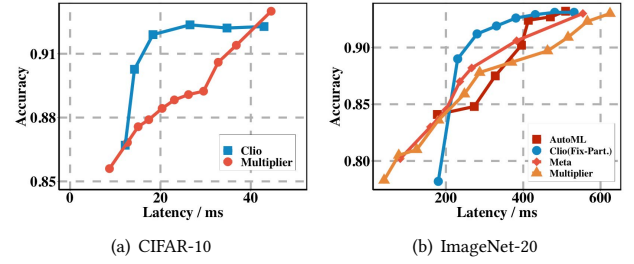 Accuracy
0.91
0.88
0.85
0
20
40
Latency / ms
Clio
Multiplier
(a) CIFAR-10
Accuracy
0.90
0.85
0.80
200
400
600
Latency / ms
AutoML
Clio(Fix-Part.)
Meta
Multiplier
(b) ImageNet-20